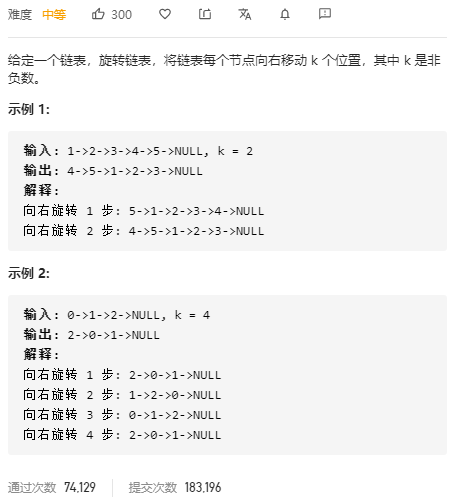 难度 中等 300
给定一个链表，旋转链表，将链表每个节点向右移动 k 个位置，其中 k 是非
负数。
示例 1:
输入: 1->2->3->4->5->NULL, k = 2
输出: 4->5->1->2->3->NULL
解释:
向右旋转 1 步: 5->1->2->3->4->NULL
向右旋转 2 步: 4->5->1->2->3->NULL
示例 2:
输入: 0->1->2->NULL, k = 4
输出: 2->0->1->NULL
解释:
向右旋转 1 步: 2->0->1->NULL
向右旋转 2 步: 1->2->0->NULL
向右旋转 3 步: 0->1->2->NULL
向右旋转 4 步: 2->0->1->NULL
通过次数 74,129 提交次数 183,196